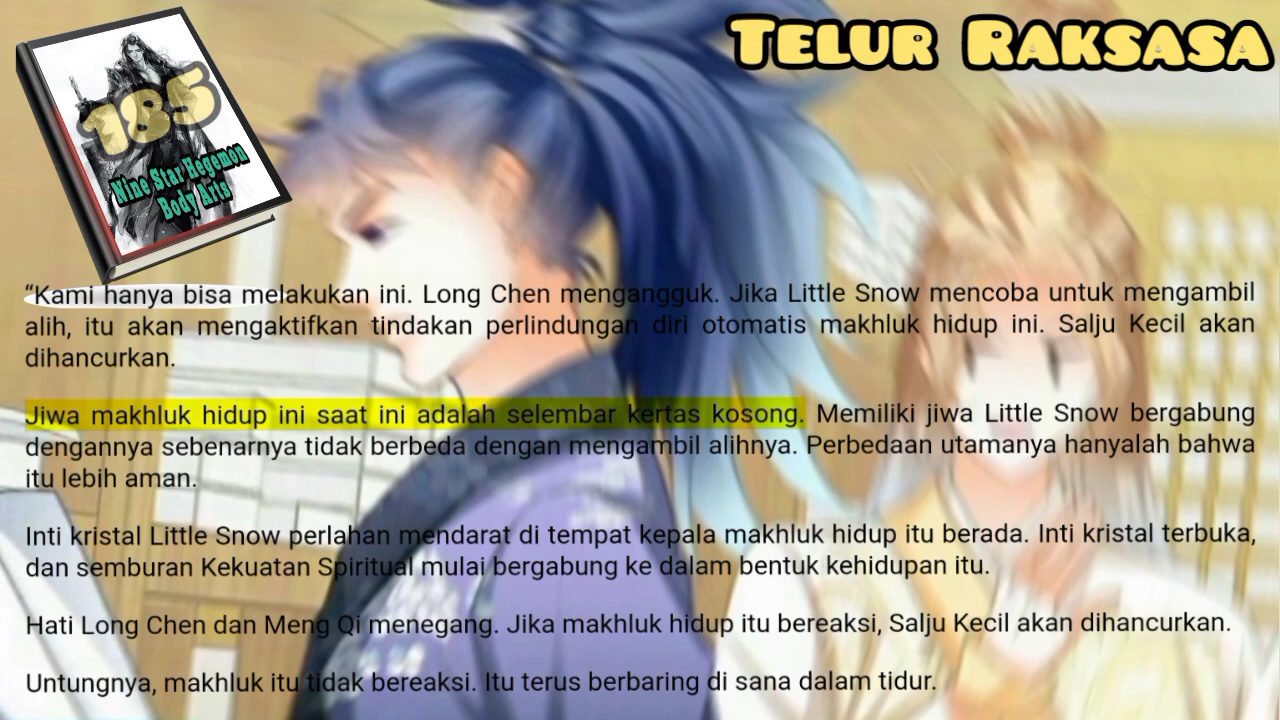 TELUR RAKSASA
185
Nine Star Hegemon
Body Arts
“Kami hanya bisa melakukan ini. Long Chen mengangguk. Jika Little Snow mencoba untuk mengambil
alih, itu akan mengaktifkan tindakan perlindungan diri otomatis makhluk hidup ini. Salju Kecil akan
dihancurkan.
Jiwa makhluk hidup ini saat ini adalah selembar kertas kosong. Memiliki jiwa Little Snow bergabung
dengannya sebenarnya tidak berbeda dengan mengambil alihnya. Perbedaan utamanya hanyalah bahwa
itu lebih aman.
Inti kristal Little Snow perlahan mendarat di tempat kepala makhluk hidup itu berada. Inti kristal terbuka,
dan semburan Kekuatan Spiritual mulai bergabung ke dalam bentuk kehidupan itu.
Hati Long Chen dan Meng Qi menegang. Jika makhluk hidup itu bereaksi, Salju Kecil akan dihancurkan.
Untungnya, makhluk itu tidak bereaksi. Itu terus berbaring di sana dalam tidur.